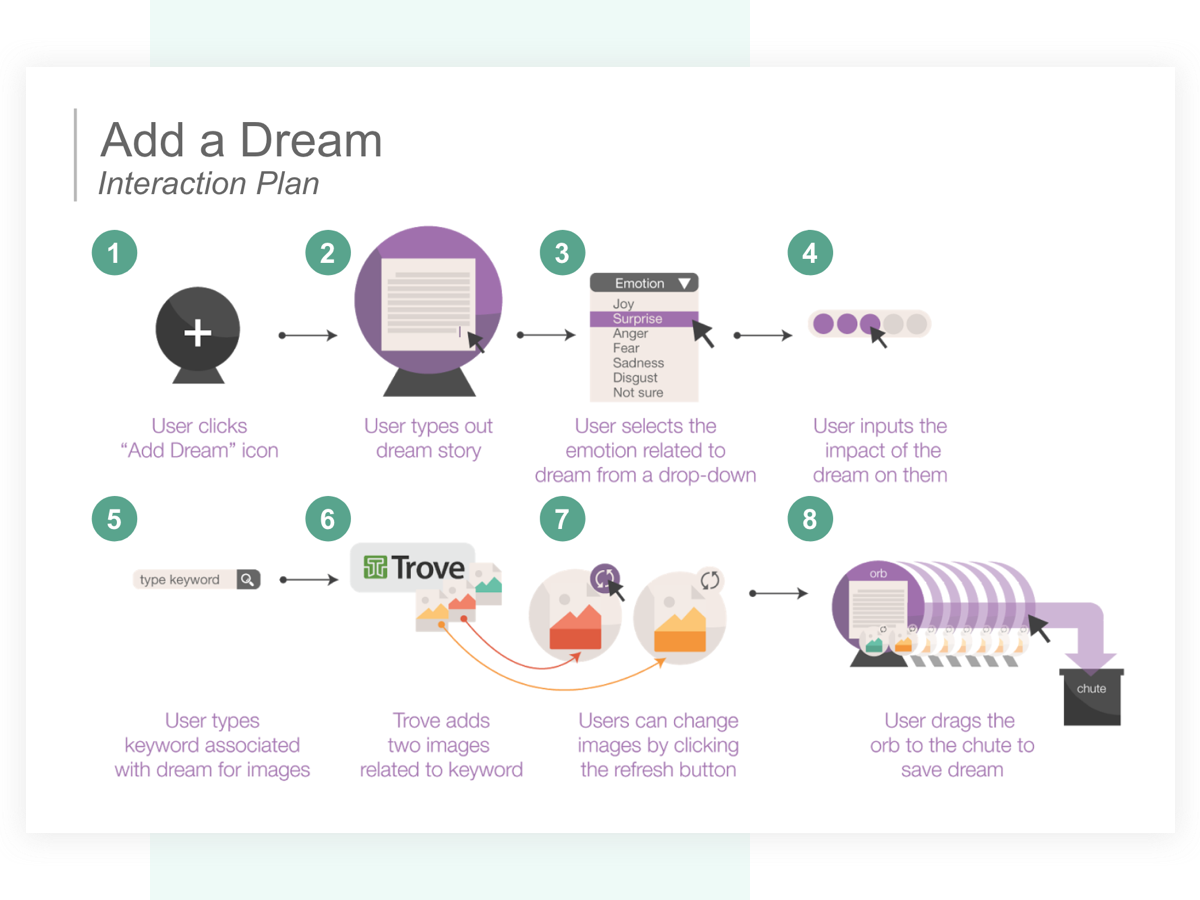 Add a Dream
Interaction Plan
1
2
3
4
Emotion
Joy
Surprise
Anger
Fear
Sadness
Disgust
Not sure
User clicks
“Add Dream” icon
User types out
dream story
User selects the
emotion related to
dream from a drop-down
User inputs the
impact of the
dream on them
5
6
7
8
type keyword
Trove
orb
chute
User types
keyword associated
with dream for images
Trove adds
two images
related to keyword
Users can change
images by clicking
the refresh button
User drags the
orb to the chute to
save dream